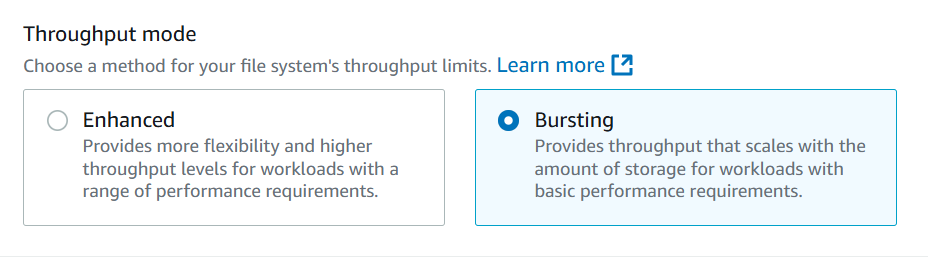 Throughput mode
Choose a method for your file system's throughput limits. Learn more
Enhanced
Provides more flexibility and higher
throughput levels for workloads with a
range of performance requirements.
Bursting
Provides throughput that scales with the
amount of storage for workloads with
basic performance requirements.